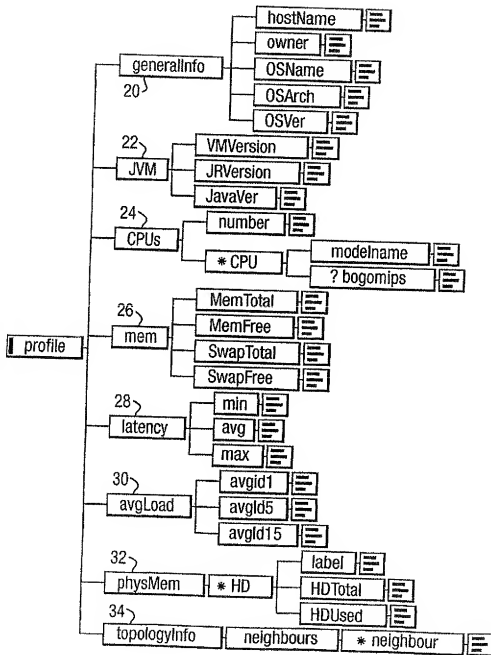 hostName
owner
generalInfo
OSName
20
OSArch
OSVer
22
VMVersion
JVM
JRVersion
JavaVer
24
number
CPUs
* CPU
modelname
? bogomips
26
MemTotal
mem
MemFree
SwapTotal
SwapFree
profile
28
min
latency
avg
max
30
avgid1
avgLoad
avgld5
avgld15
32
label
physMem
* HD
HDTotal
HDUsed
34
topologyInfo
neighbours
* neighbour